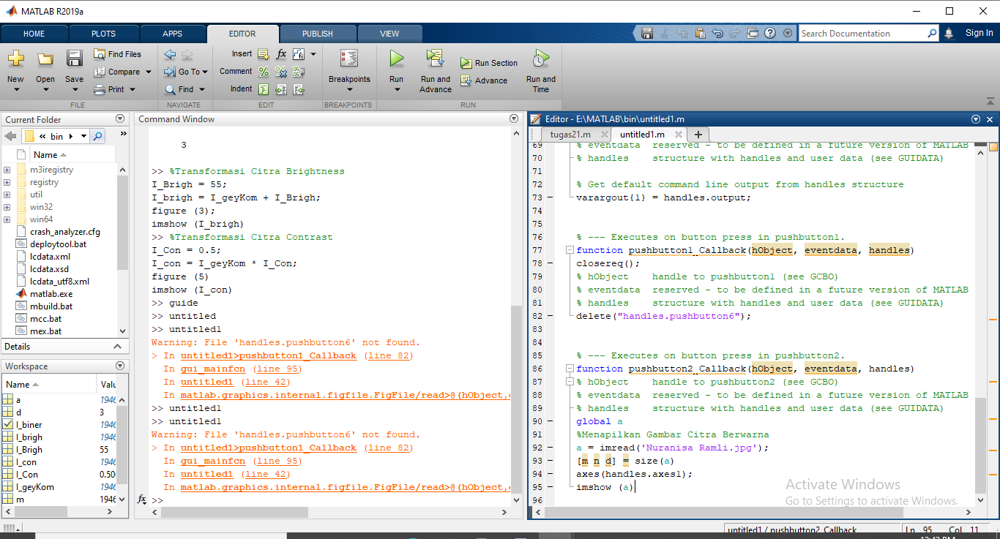 MATLAB R2019a
HOME PLOTS APPS EDITOR PUBLISH VIEW
Search Documentation
Sign In
New Open Save
Find Files
Compare
Print
Go To
Find
Insert
Comment
Indent
Breakpoints
Run
Run and Advance
Run Section
Advance
Run and Time
FILE NAVIGATE EDIT BREAKPOINTS RUN
Current Folder
« bin
Name
m3iregistry
registry
util
win32
win64
crash_analyzer.cfg
deploytool.bat
lcdata.xml
lcdata.xsd
lcdata_utf8.xml
matlab.exe
mbuild.bat
mcc.bat
mex.bat
Details
Workspace
Name Valu
a 1946
d 3
I_biner 1946
I_brigh 1946
I_Brigh 55
I_con 1946
I_Con 0.50
I_geyKom 1946
m 1946
Command Window
3
>> %Transformasi Citra Brightness
I_Brigh = 55;
I_brigh = I_geyKom + I_Brigh;
figure (3);
imshow (I_brigh)
>> %Transformasi Citra Contrast
I_Con = 0.5;
I_con = I_geyKom * I_Con;
figure (5)
imshow (I_con)
>> guide
>> untitled
>> untitled1
Warning: File 'handles.pushbutton6' not found.
> In untitled1>pushbutton1_Callback (line 82)
In gui_mainfcn (line 95)
In untitled1 (line 42)
In matlab.graphics.internal.figfile.FigFile/read>@(hObject,
>> untitled1
>> untitled1
Warning: File 'handles.pushbutton6' not found.
> In untitled1>pushbutton1_Callback (line 82)
In gui_mainfcn (line 95)
In untitled1 (line 42)
In matlab.graphics.internal.figfile.FigFile/read>@(hObject,
fx >>
Editor - E:\MATLAB\bin\untitled1.m
tugas21.m untitled1.m
69 % eventdata reserved - to be defined in a future version of MATLAB
70 % handles structure with handles and user data (see GUIDATA)
71
72 % Get default command line output from handles structure
73 varargout{1} = handles.output;
74
75
76 % --- Executes on button press in pushbutton1.
77 function pushbutton1_Callback(hObject, eventdata, handles)
78 closereq();
79 % hObject handle to pushbutton1 (see GCBO)
80 % eventdata reserved - to be defined in a future version of MATLAB
81 % handles structure with handles and user data (see GUIDATA)
82 delete("handles.pushbutton6");
83
84
85 % --- Executes on button press in pushbutton2.
86 function pushbutton2_Callback(hObject, eventdata, handles)
87 % hObject handle to pushbutton2 (see GCBO)
88 % eventdata reserved - to be defined in a future version of MATLAB
89 % handles structure with handles and user data (see GUIDATA)
90 global a
91 %Menapilkan Gambar Citra Berwarna
92 a = imread('Nuranisa Ramli.jpg');
93 [m n d] = size(a)
94 axes(handles.axes1);
95 imshow (a)
96
Activate Windows
Go to Settings to activate Windows.
untitled1 / pushbutton2_Callback Ln 95 Col 11
12:42 PM